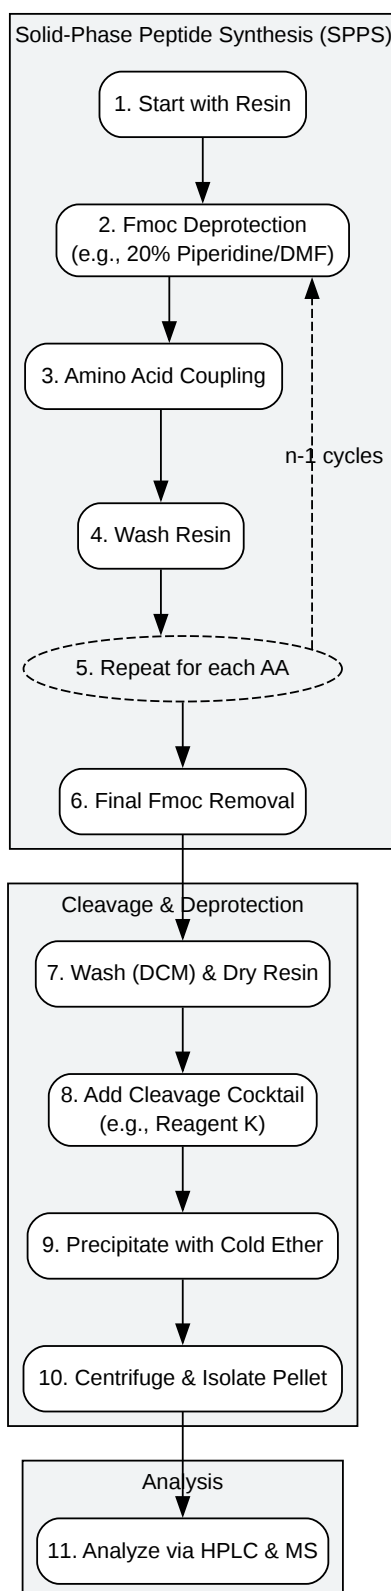 Solid-Phase Peptide Synthesis (SPPS)
1. Start with Resin
2. Fmoc Deprotection
(e.g., 20% Piperidine/DMF)
3. Amino Acid Coupling
n-1 cycles
4. Wash Resin
5. Repeat for each AA
6. Final Fmoc Removal
Cleavage & Deprotection
7. Wash (DCM) & Dry Resin
8. Add Cleavage Cocktail
(e.g., Reagent K)
9. Precipitate with Cold Ether
10. Centrifuge & Isolate Pellet
Analysis
11. Analyze via HPLC & MS